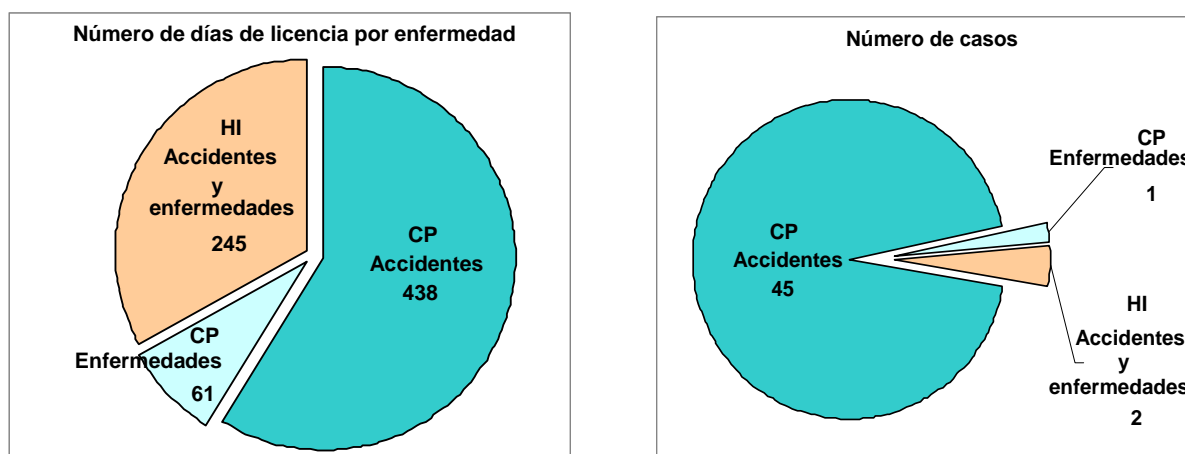 Número de días de licencia por enfermedad
HI
Accidentes
y
enfermedades
245
CP
Accidentes
438
CP
Enfermedades
61
Número de casos
CP
Enfermedades
1
CP
Accidentes
45
HI
Accidentes
y
enfermedades
2